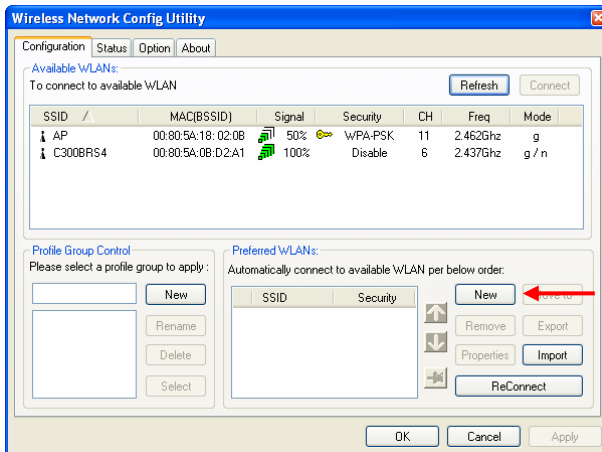 Wireless Network Config Utility
Configuration Status Option About
Available WLANs:
To connect to available WLAN
Refresh Connect
SSID MAC(BSSID) Signal Security CH Freq Mode
AP 00:80:5A:18:02:0B 50% WPA-PSK 11 2.462Ghz g
C300BRS4 00:80:5A:0B:D2:A1 100% Disable 6 2.437Ghz g / n
Profile Group Control
Please select a profile group to apply :
New
Rename
Delete
Select
Preferred WLANs:
Automatically connect to available WLAN per below order:
SSID Security
New
Remove Export
Properties Import
ReConnect
OK Cancel Apply